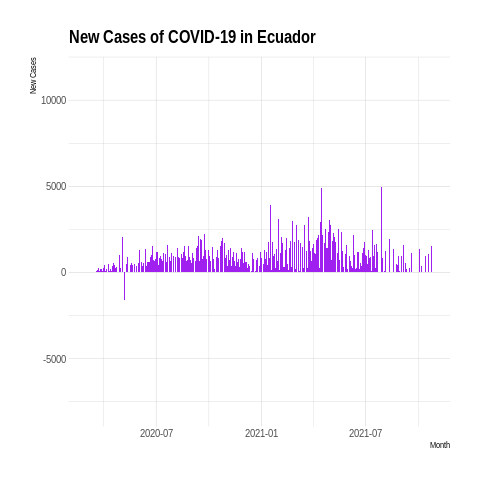 New Cases of COVID-19 in Ecuador
New Cases
10000
5000
0
-5000
2020-07
2021-01
2021-07
Month